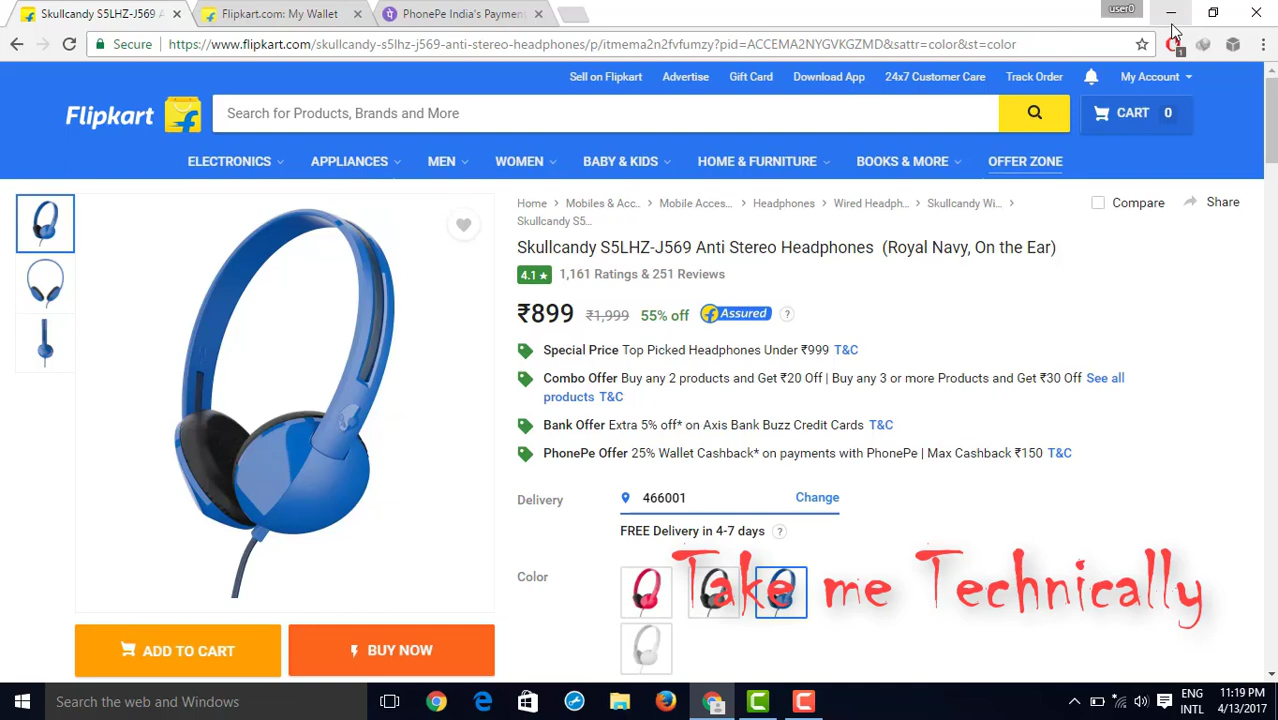 Skullcandy S5LHZ-J569 A
Flipkart.com: My Wallet
PhonePe India's Payment
user0
Secure
https://www.flipkart.com/skullcandy-s5lhz-j569-anti-stereo-headphones/p/itmema2n2fvfumzy?pid=ACCEMA2NYGVKGZMD&sattr=color&st=color
1
Sell on Flipkart
Advertise
Gift Card
Download App
24x7 Customer Care
Track Order
My Account
Flipkart
Search for Products, Brands and More
CART 0
ELECTRONICS
APPLIANCES
MEN
WOMEN
BABY & KIDS
HOME & FURNITURE
BOOKS & MORE
OFFER ZONE
Home > Mobiles & Acc.. > Mobile Acces... > Headphones > Wired Headph... > Skullcandy Wi... >
Skullcandy S5...
Compare
Share
Skullcandy S5LHZ-J569 Anti Stereo Headphones (Royal Navy, On the Ear)
4.1 ★ 1,161 Ratings & 251 Reviews
₹899 ₹1,999 55% off Assured ?
Special Price Top Picked Headphones Under ₹999 T&C
Combo Offer Buy any 2 products and Get ₹20 Off | Buy any 3 or more Products and Get ₹30 Off See all
products T&C
Bank Offer Extra 5% off* on Axis Bank Buzz Credit Cards T&C
PhonePe Offer 25% Wallet Cashback* on payments with PhonePe | Max Cashback ₹150 T&C
Delivery 466001 Change
FREE Delivery in 4-7 days ?
Color
Take me Technically
ADD TO CART
BUY NOW
Search the web and Windows
ENG
INTL
11:19 PM
4/13/2017